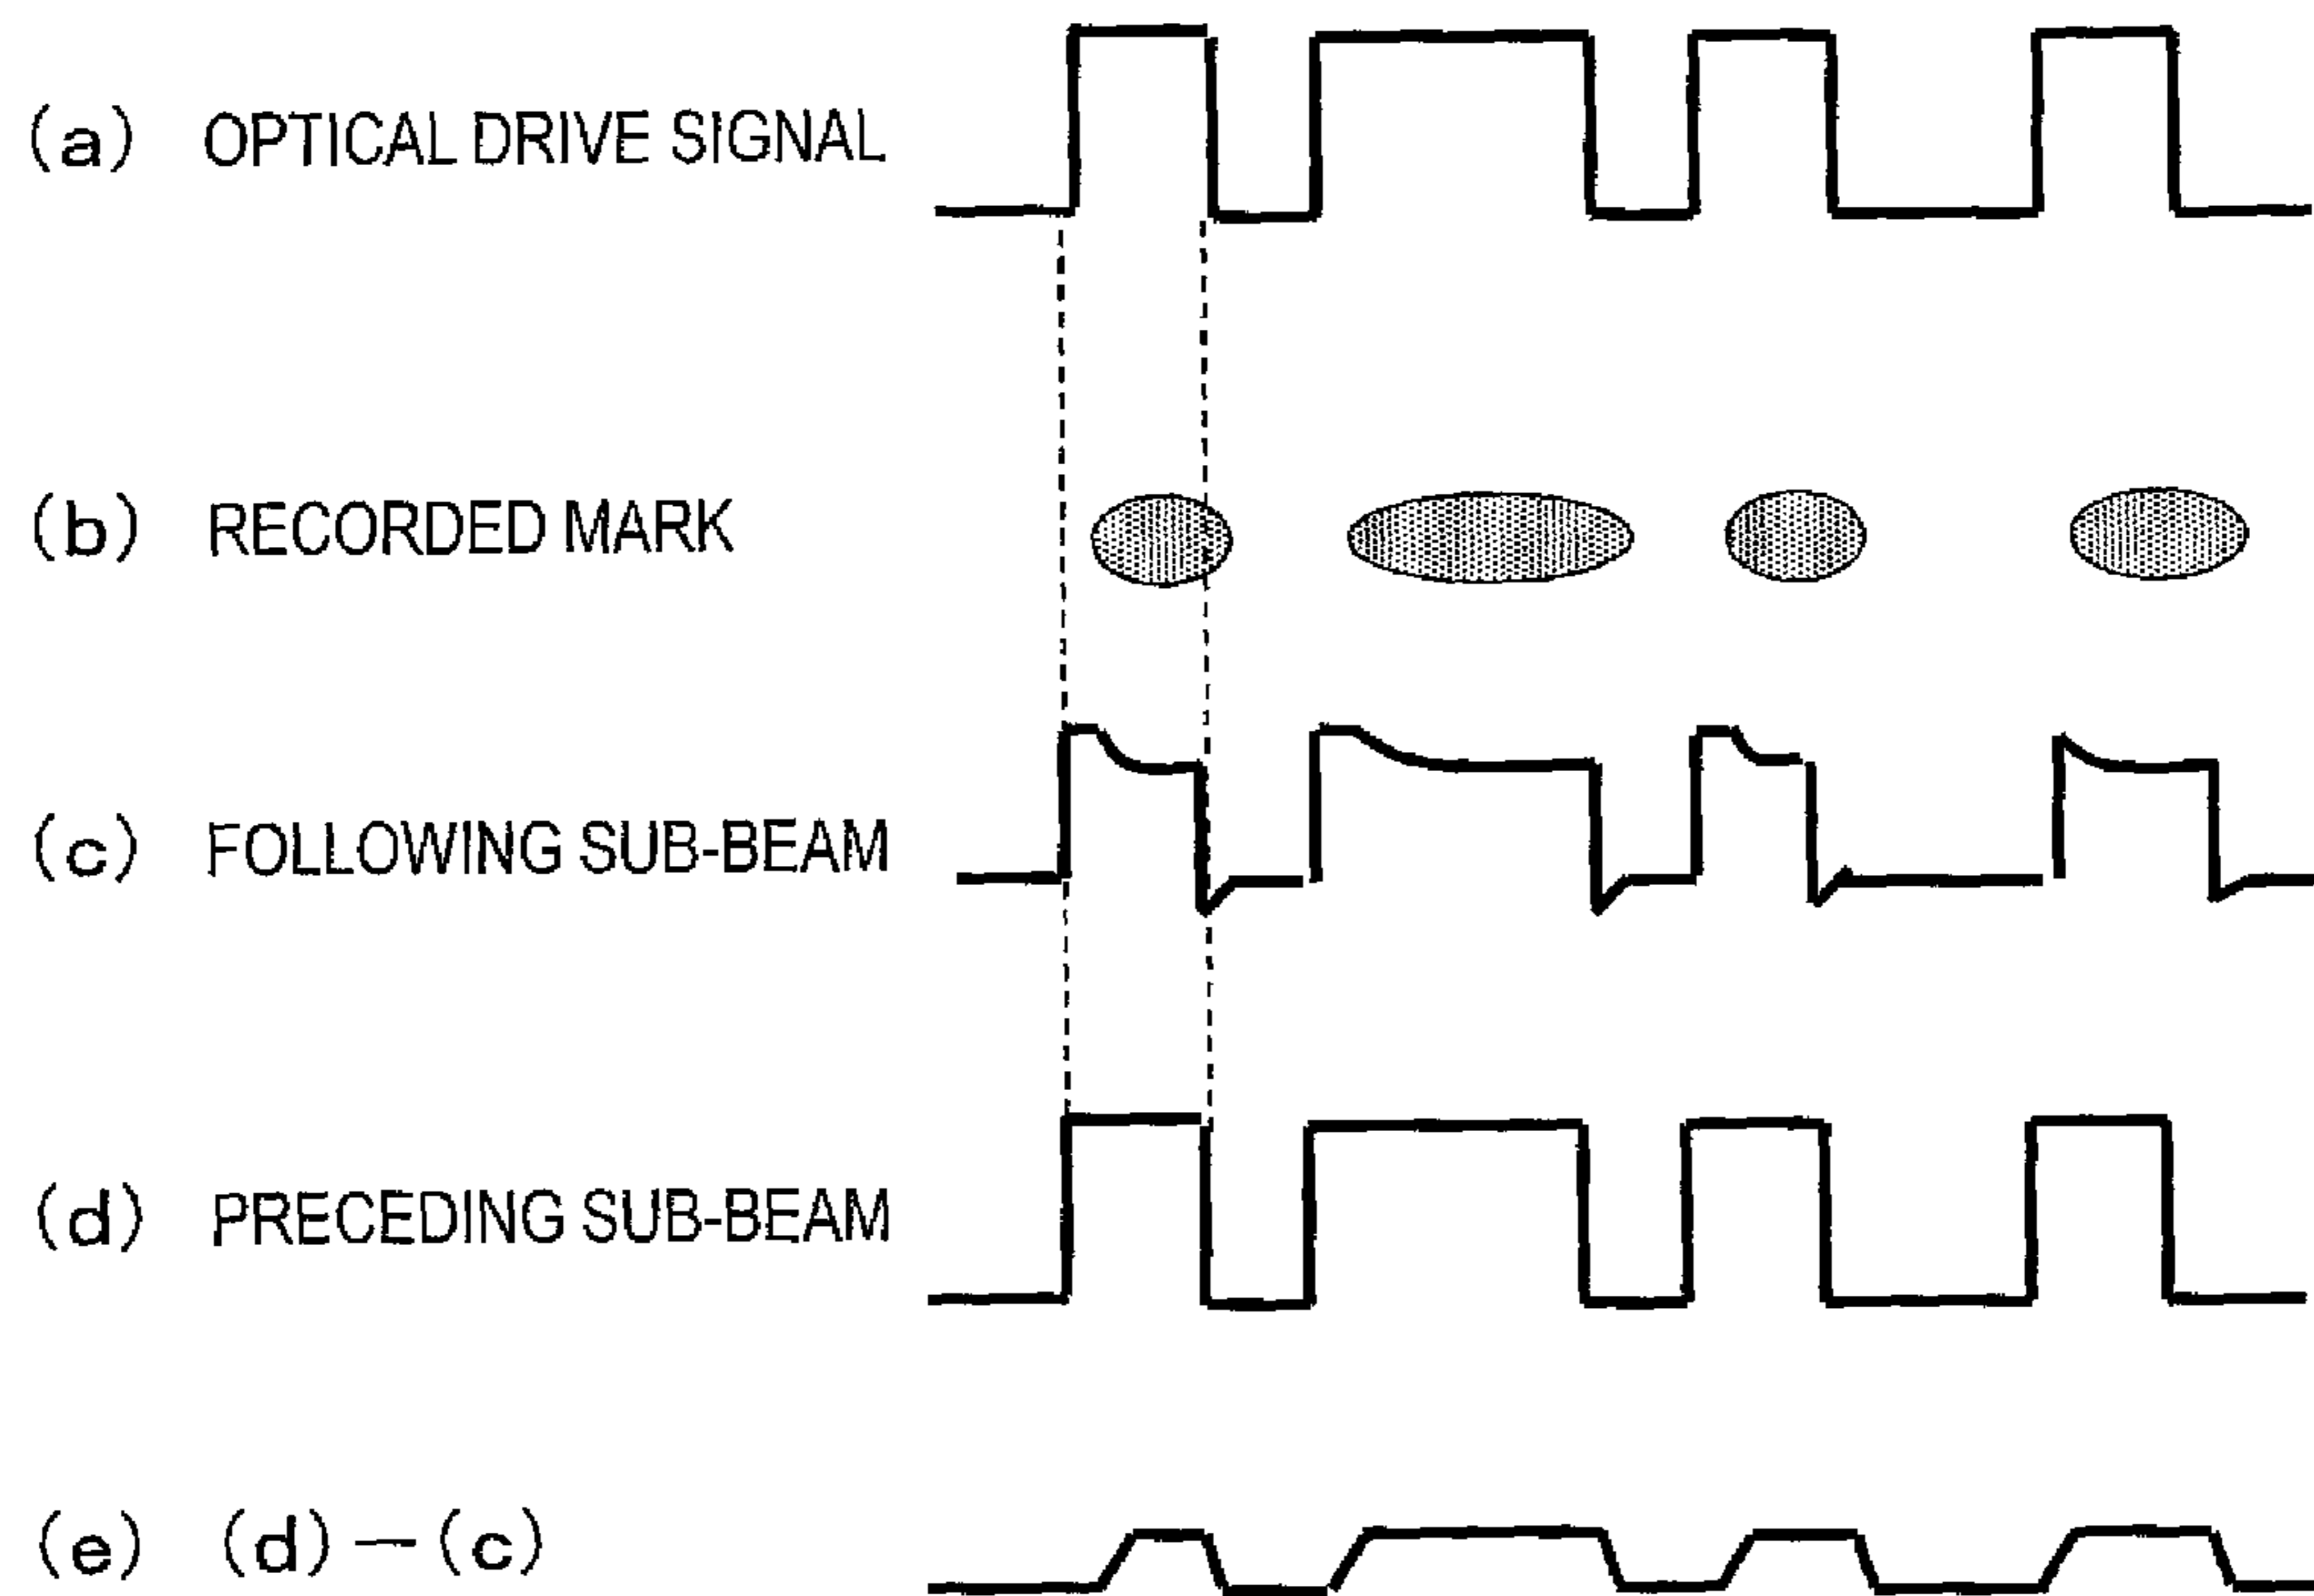 (a) OPTICAL DRIVE SIGNAL
(b) RECORDED MARK
(c) FOLLOWING SUB-BEAM
(d) PRECEDING SUB-BEAM
(e) (d)—(c)